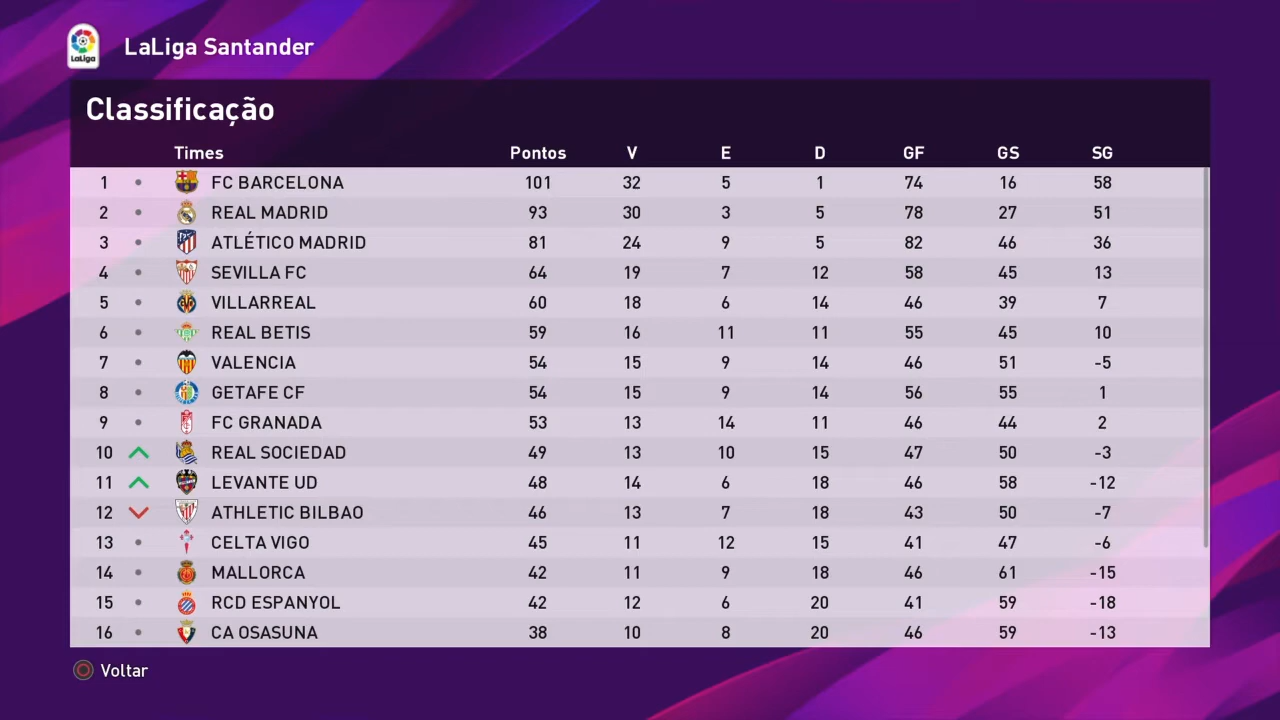 LaLiga Santander
LaLiga
Classificação
Times Pontos V E D GF GS SG
1 FC BARCELONA 101 32 5 1 74 16 58
2 REAL MADRID 93 30 3 5 78 27 51
3 ATLÉTICO MADRID 81 24 9 5 82 46 36
4 SEVILLA FC 64 19 7 12 58 45 13
5 VILLARREAL 60 18 6 14 46 39 7
6 REAL BETIS 59 16 11 11 55 45 10
7 VALENCIA 54 15 9 14 46 51 -5
8 GETAFE CF 54 15 9 14 56 55 1
9 FC GRANADA 53 13 14 11 46 44 2
10 REAL SOCIEDAD 49 13 10 15 47 50 -3
11 LEVANTE UD 48 14 6 18 46 58 -12
12 ATHLETIC BILBAO 46 13 7 18 43 50 -7
13 CELTA VIGO 45 11 12 15 41 47 -6
14 MALLORCA 42 11 9 18 46 61 -15
15 RCD ESPANYOL 42 12 6 20 41 59 -18
16 CA OSASUNA 38 10 8 20 46 59 -13
Voltar